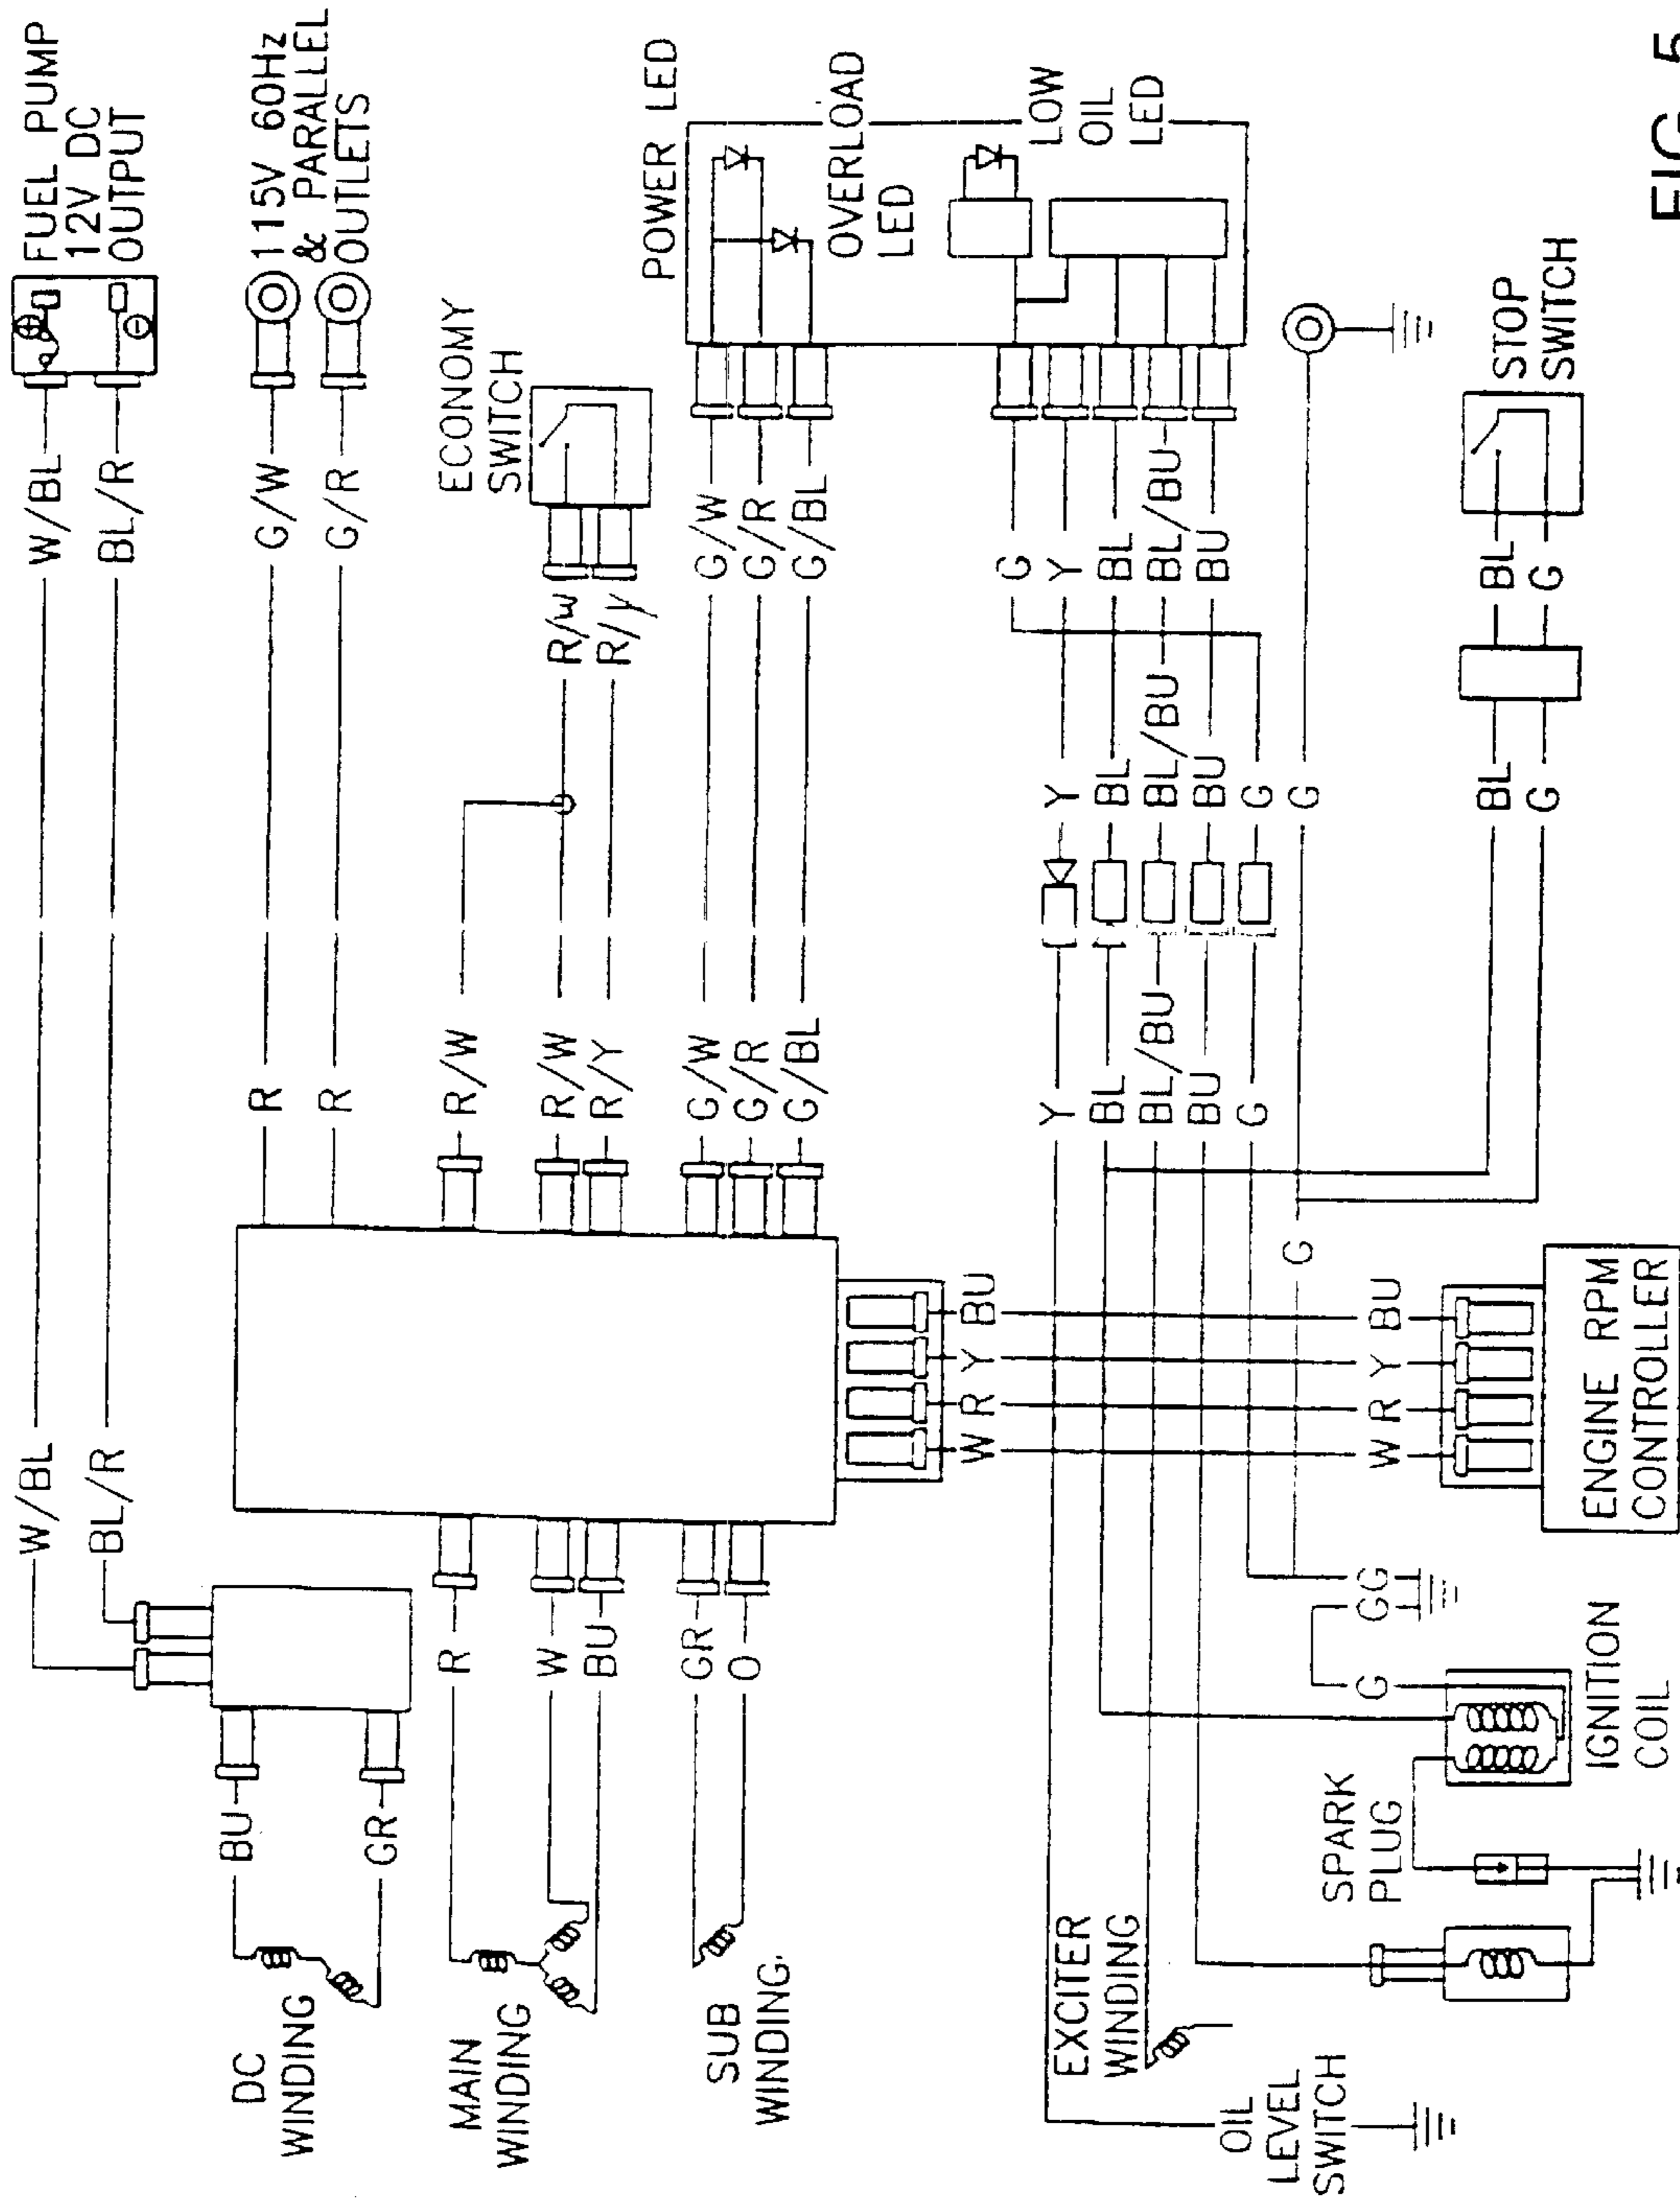 W/BL
W/BL
FUEL PUMP
12V DC
OUTPUT
BL/R
BL/R
DC
WINDING
BU
GR
R
G/W
115V 60Hz
& PARALLEL
OUTLETS
R
G/R
MAIN
WINDING
R
W
BU
R/W
R/W
R/Y
R/W
R/Y
ECONOMY
SWITCH
SUB
WINDING
GR
O
G/W
G/R
G/BL
G/W
G/R
G/BL
POWER LED
OVERLOAD
LED
LOW
OIL
LED
W
R
Y
BU
Y
BL
BL/BU
BU
G
Y
BL
BL/BU
BU
G
G
Y
BL
BL/BU
BU
EXCITER
WINDING
OIL
LEVEL
SWITCH
G
G
SPARK
PLUG
G
GG
GG
W
R
Y
BU
IGNITION
COIL
ENGINE RPM
CONTROLLER
BL
G
BL
G
STOP
SWITCH
FIG. 5